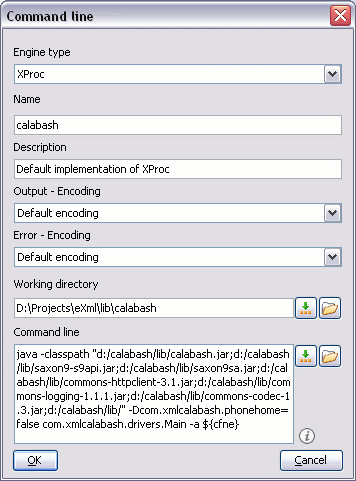 Command line
Engine type
XProc
Name
calabash
Description
Default implementation of XProc
Output - Encoding
Default encoding
Error - Encoding
Default encoding
Working directory
D:\Projects\eXml\lib\calabash
Command line
java -classpath "d:/calabash/lib/calabash.jar;d:/calabash
/lib/saxon9-s9api.jar;d:/calabash/lib/saxon9sa.jar;d:/cal
abash/lib/commons-httpclient-3.1.jar;d:/calabash/lib/com
mons-logging-1.1.1.jar;d:/calabash/lib/commons-codec-1
.3.jar;d:/calabash/lib/" -Dcom.xmlcalabash.phonehome=
false com.xmlcalabash.drivers.Main -a ${cfne}
OK
Cancel